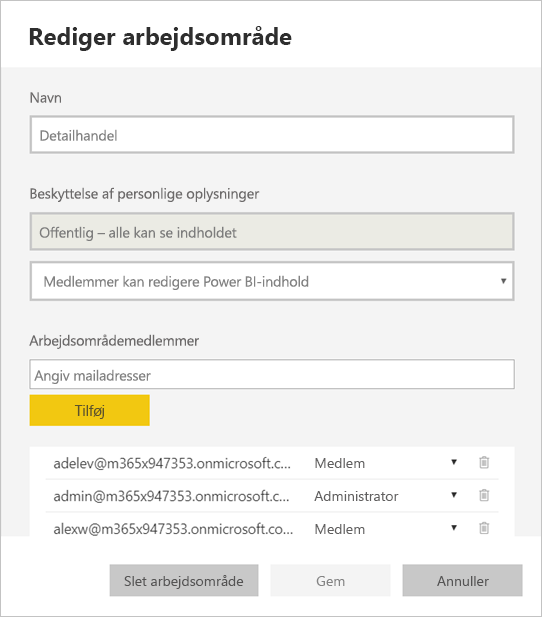 Rediger arbejdsområde
Navn
Detailhandel
Beskyttelse af personlige oplysninger
Offentlig – alle kan se indholdet
Medlemmer kan redigere Power BI-indhold
Arbejdsområdemedlemmer
Angiv mailadresser
Tilføj
adelev@m365x947353.onmicrosoft.c... Medlem
admin@m365x947353.onmicrosoft.c... Administrator
alexw@m365x947353.onmicrosoft.co... Medlem
Slet arbejdsområde Gem Annuller